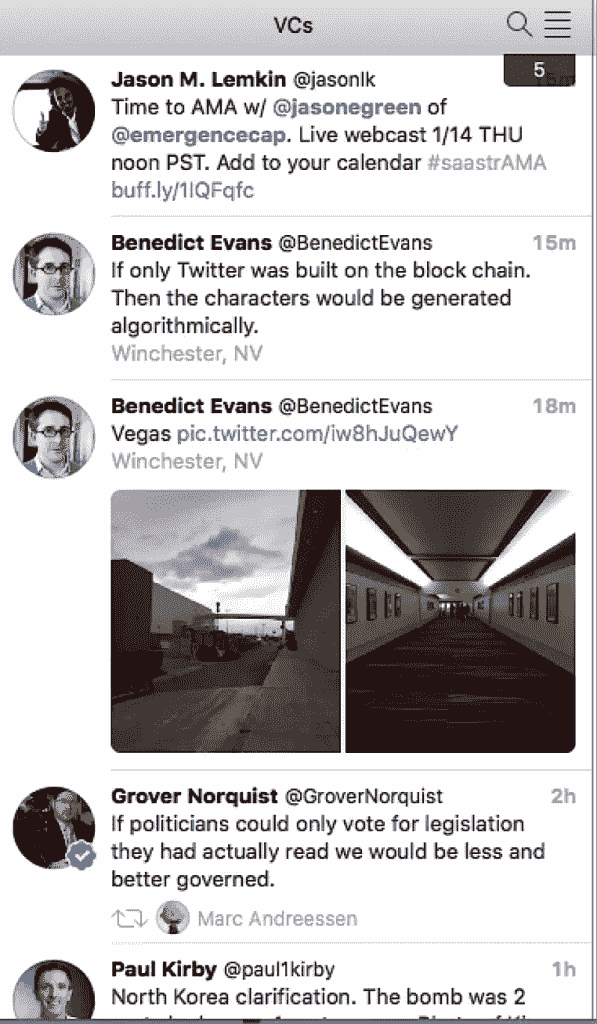 VCs
5
Jason M. Lemkin @jasonlk
Time to AMA w/ @jasonegreen of
@emergencecap. Live webcast 1/14 THU
noon PST. Add to your calendar #saastrAMA
buff.ly/1IQFqfc
Benedict Evans @BenedictEvans 15m
If only Twitter was built on the block chain.
Then the characters would be generated
algorithmically.
Winchester, NV
Benedict Evans @BenedictEvans 18m
Vegas pic.twitter.com/iw8hJuQewY
Winchester, NV
Grover Norquist @GroverNorquist 2h
If politicians could only vote for legislation
they had actually read we would be less and
better governed.
Marc Andreessen
Paul Kirby @paul1kirby 1h
North Korea clarification. The bomb was 2